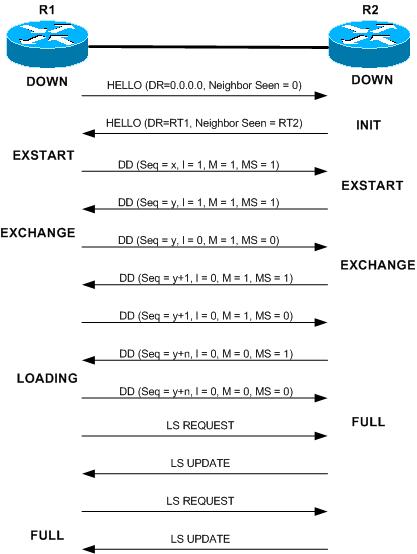 R1 R2
DOWN DOWN
HELLO (DR=0.0.0.0, Neighbor Seen = 0)
HELLO (DR=RT1, Neighbor Seen = RT2)
INIT
EXSTART
DD (Seq = x, I = 1, M = 1, MS = 1)
EXSTART
DD (Seq = y, I = 1, M = 1, MS = 1)
EXCHANGE
DD (Seq = y, I = 0, M = 1, MS = 0)
EXCHANGE
DD (Seq = y+1, I = 0, M = 1, MS = 1)
DD (Seq = y+1, I = 0, M = 1, MS = 0)
DD (Seq = y+n, I = 0, M = 0, MS = 1)
LOADING
DD (Seq = y+n, I = 0, M = 0, MS = 0)
LS REQUEST
FULL
LS UPDATE
LS REQUEST
FULL
LS UPDATE